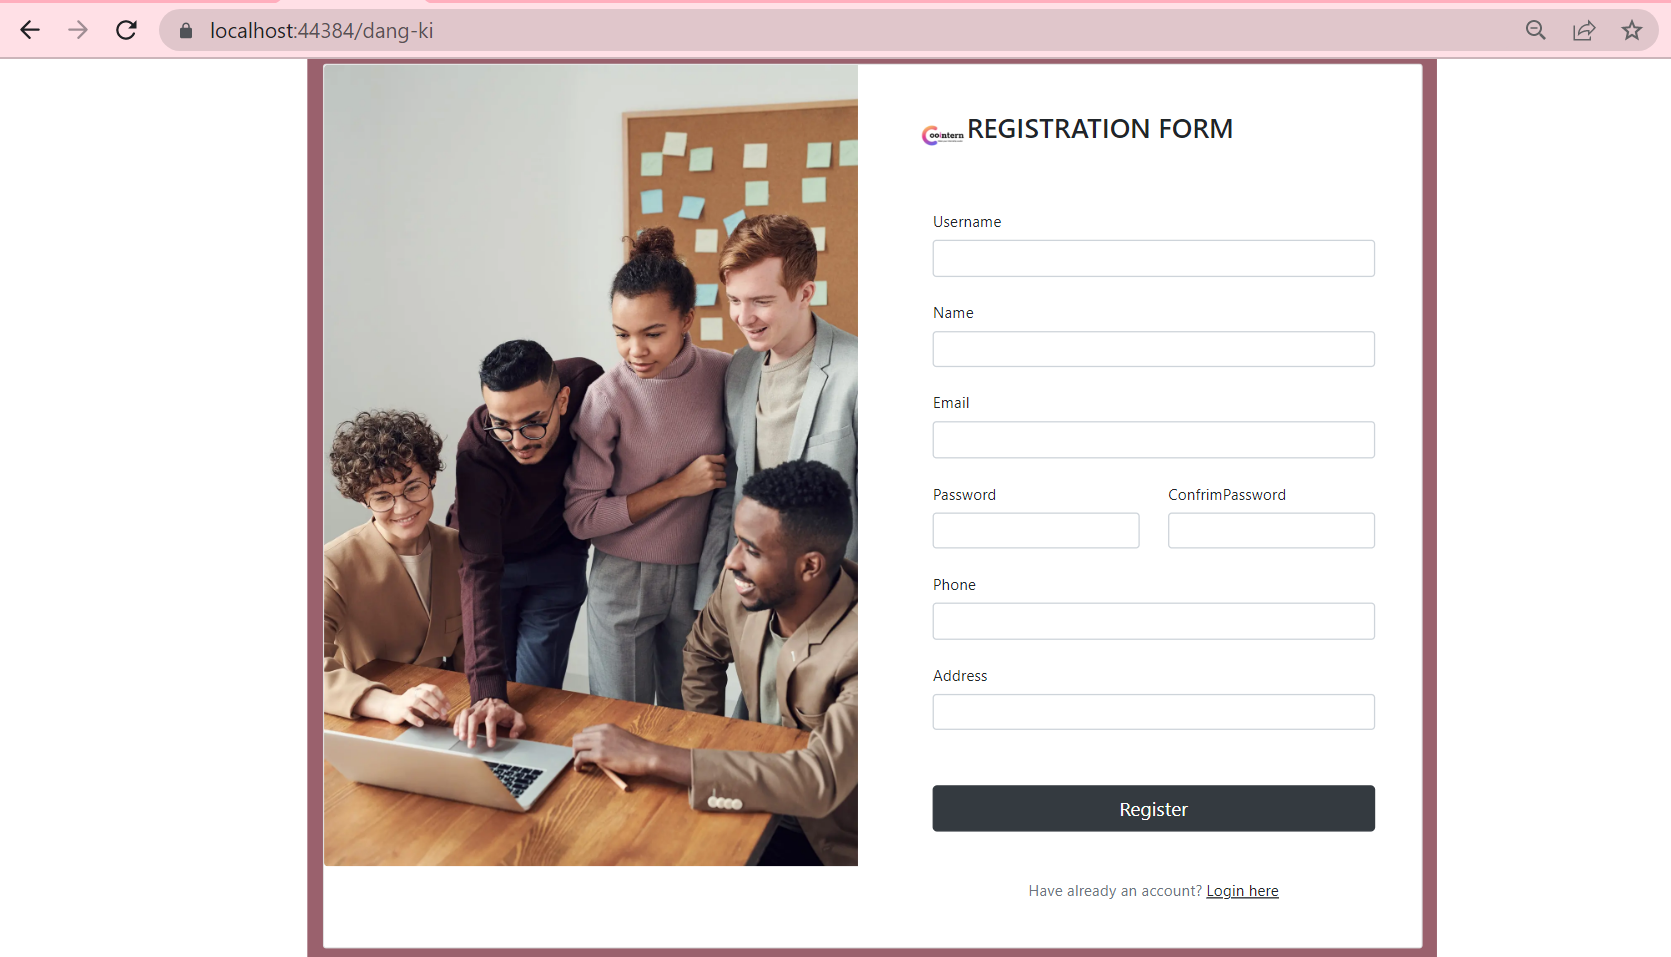 localhost:44384/dang-ki
oointern
REGISTRATION FORM
Username
Name
Email
Password ConfrimPassword
Phone
Address
Register
Have already an account? Login here